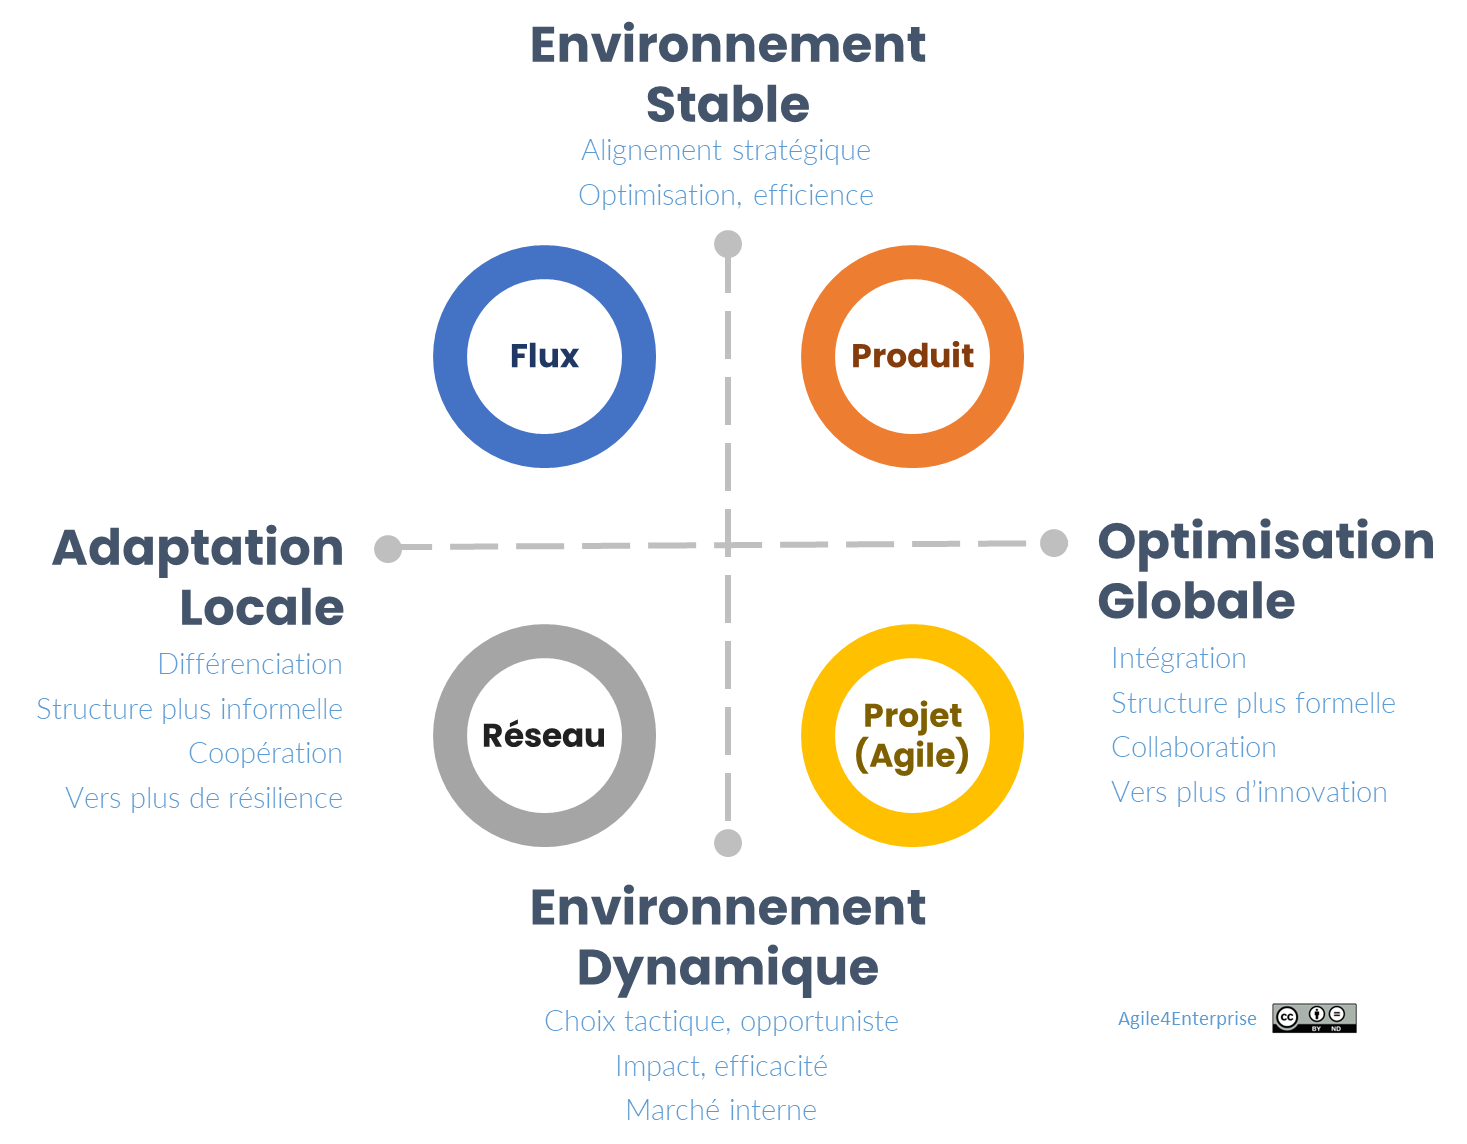 Environnement
Stable
Alignement stratégique
Optimisation, efficience
Flux
Produit
Adaptation
Locale
Différenciation
Structure plus informelle
Coopération
Vers plus de résilience
Optimisation
Globale
Intégration
Structure plus formelle
Collaboration
Vers plus d’innovation
Réseau
Projet
(Agile)
Environnement
Dynamique
Choix tactique, opportuniste
Impact, efficacité
Marché interne
Agile4Enterprise
cc
BY ND